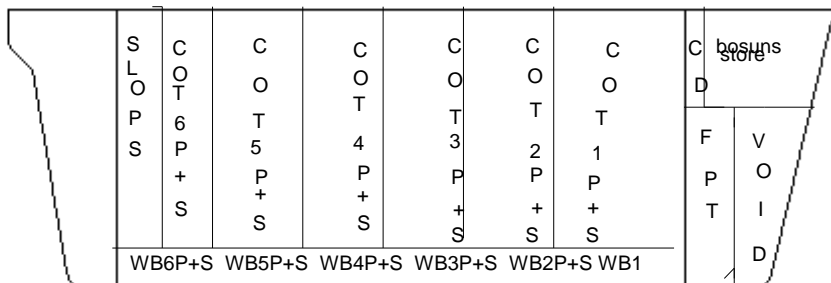 SLOPS
COT 6 P+S
COT 5 P+S
COT 4 P+S
COT 3 P+S
COT 2 P+S
COT 1 P+S
CD
bosuns
store
FPT
VOID
WB6P+S WB5P+S WB4P+S WB3P+S WB2P+S WB1